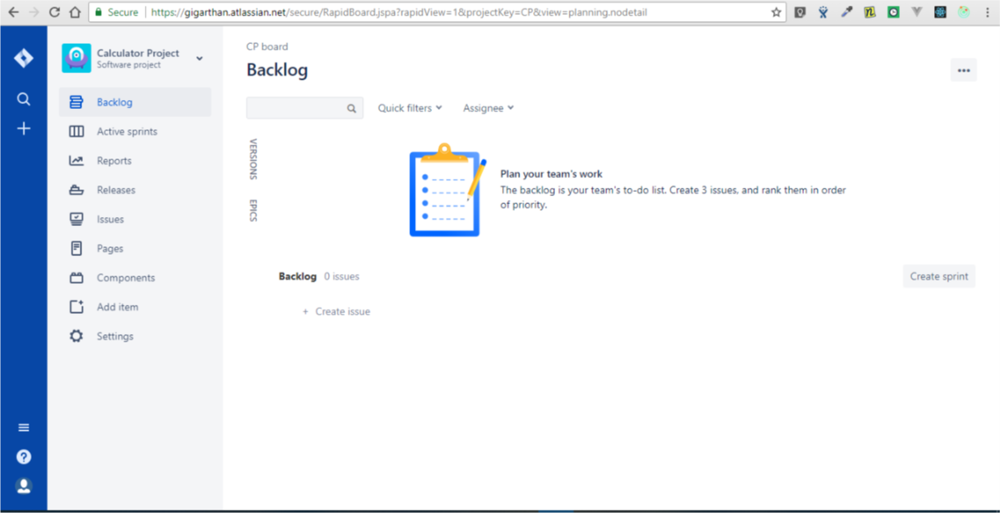 Secure
https://gigarthan.atlassian.net/secure/RapidBoard.jspa?rapidView=1&projectKey=CP&view=planning.nodetail
Calculator Project
Software project
Backlog
Active sprints
Reports
Releases
Issues
Pages
Components
Add item
Settings
CP board
Backlog
Quick filters
Assignee
VERSIONS
EPICS
Plan your team's work
The backlog is your team's to-do list. Create 3 issues, and rank them in order
of priority.
Backlog 0 issues
Create sprint
+ Create issue